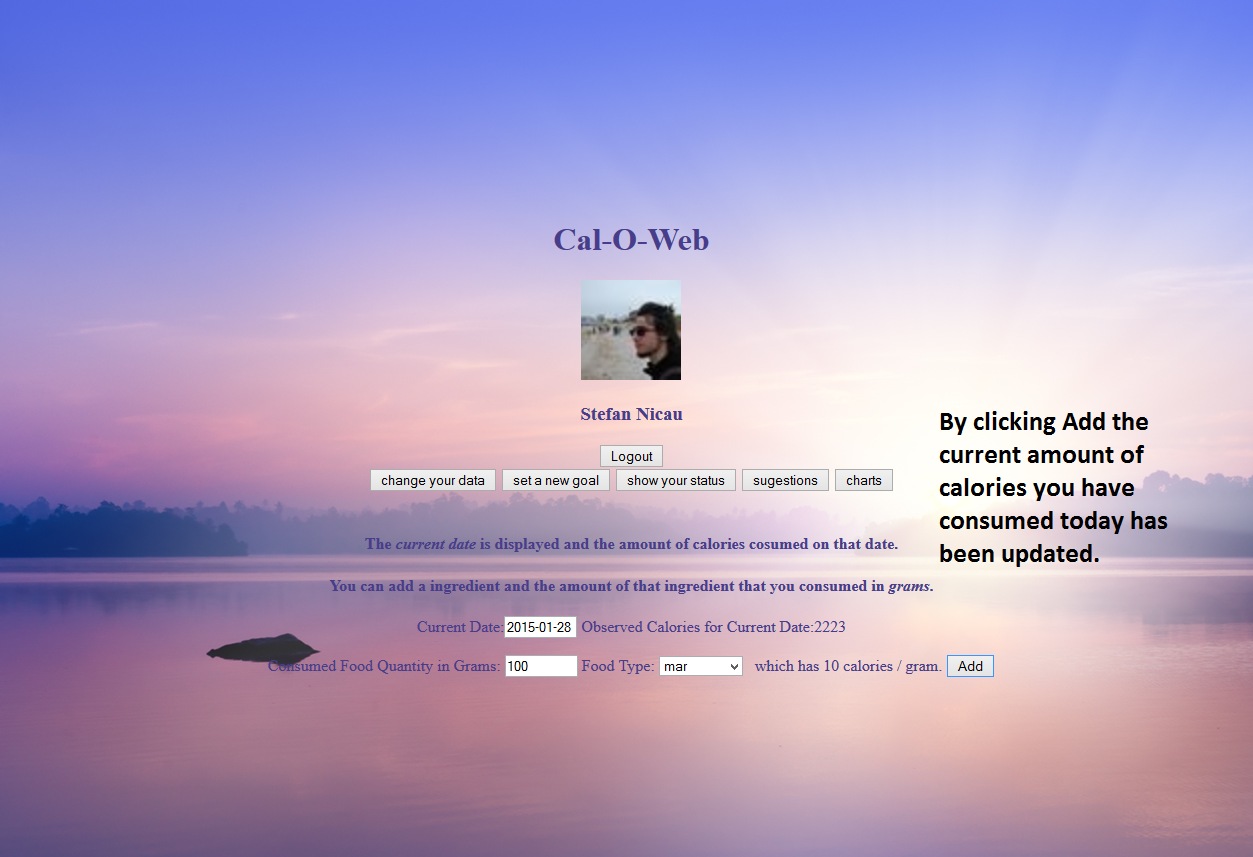 Cal-O-Web
Stefan Nicau
Logout
change your data set a new goal show your status sugestions charts
The current date is displayed and the amount of calories cosumed on that date.
You can add a ingredient and the amount of that ingredient that you consumed in grams.
Current Date: 2015-01-28 Observed Calories for Current Date:2223
Consumed Food Quantity in Grams: 100 Food Type: mar which has 10 calories / gram. Add
By clicking Add the
current amount of
calories you have
consumed today has
been updated.